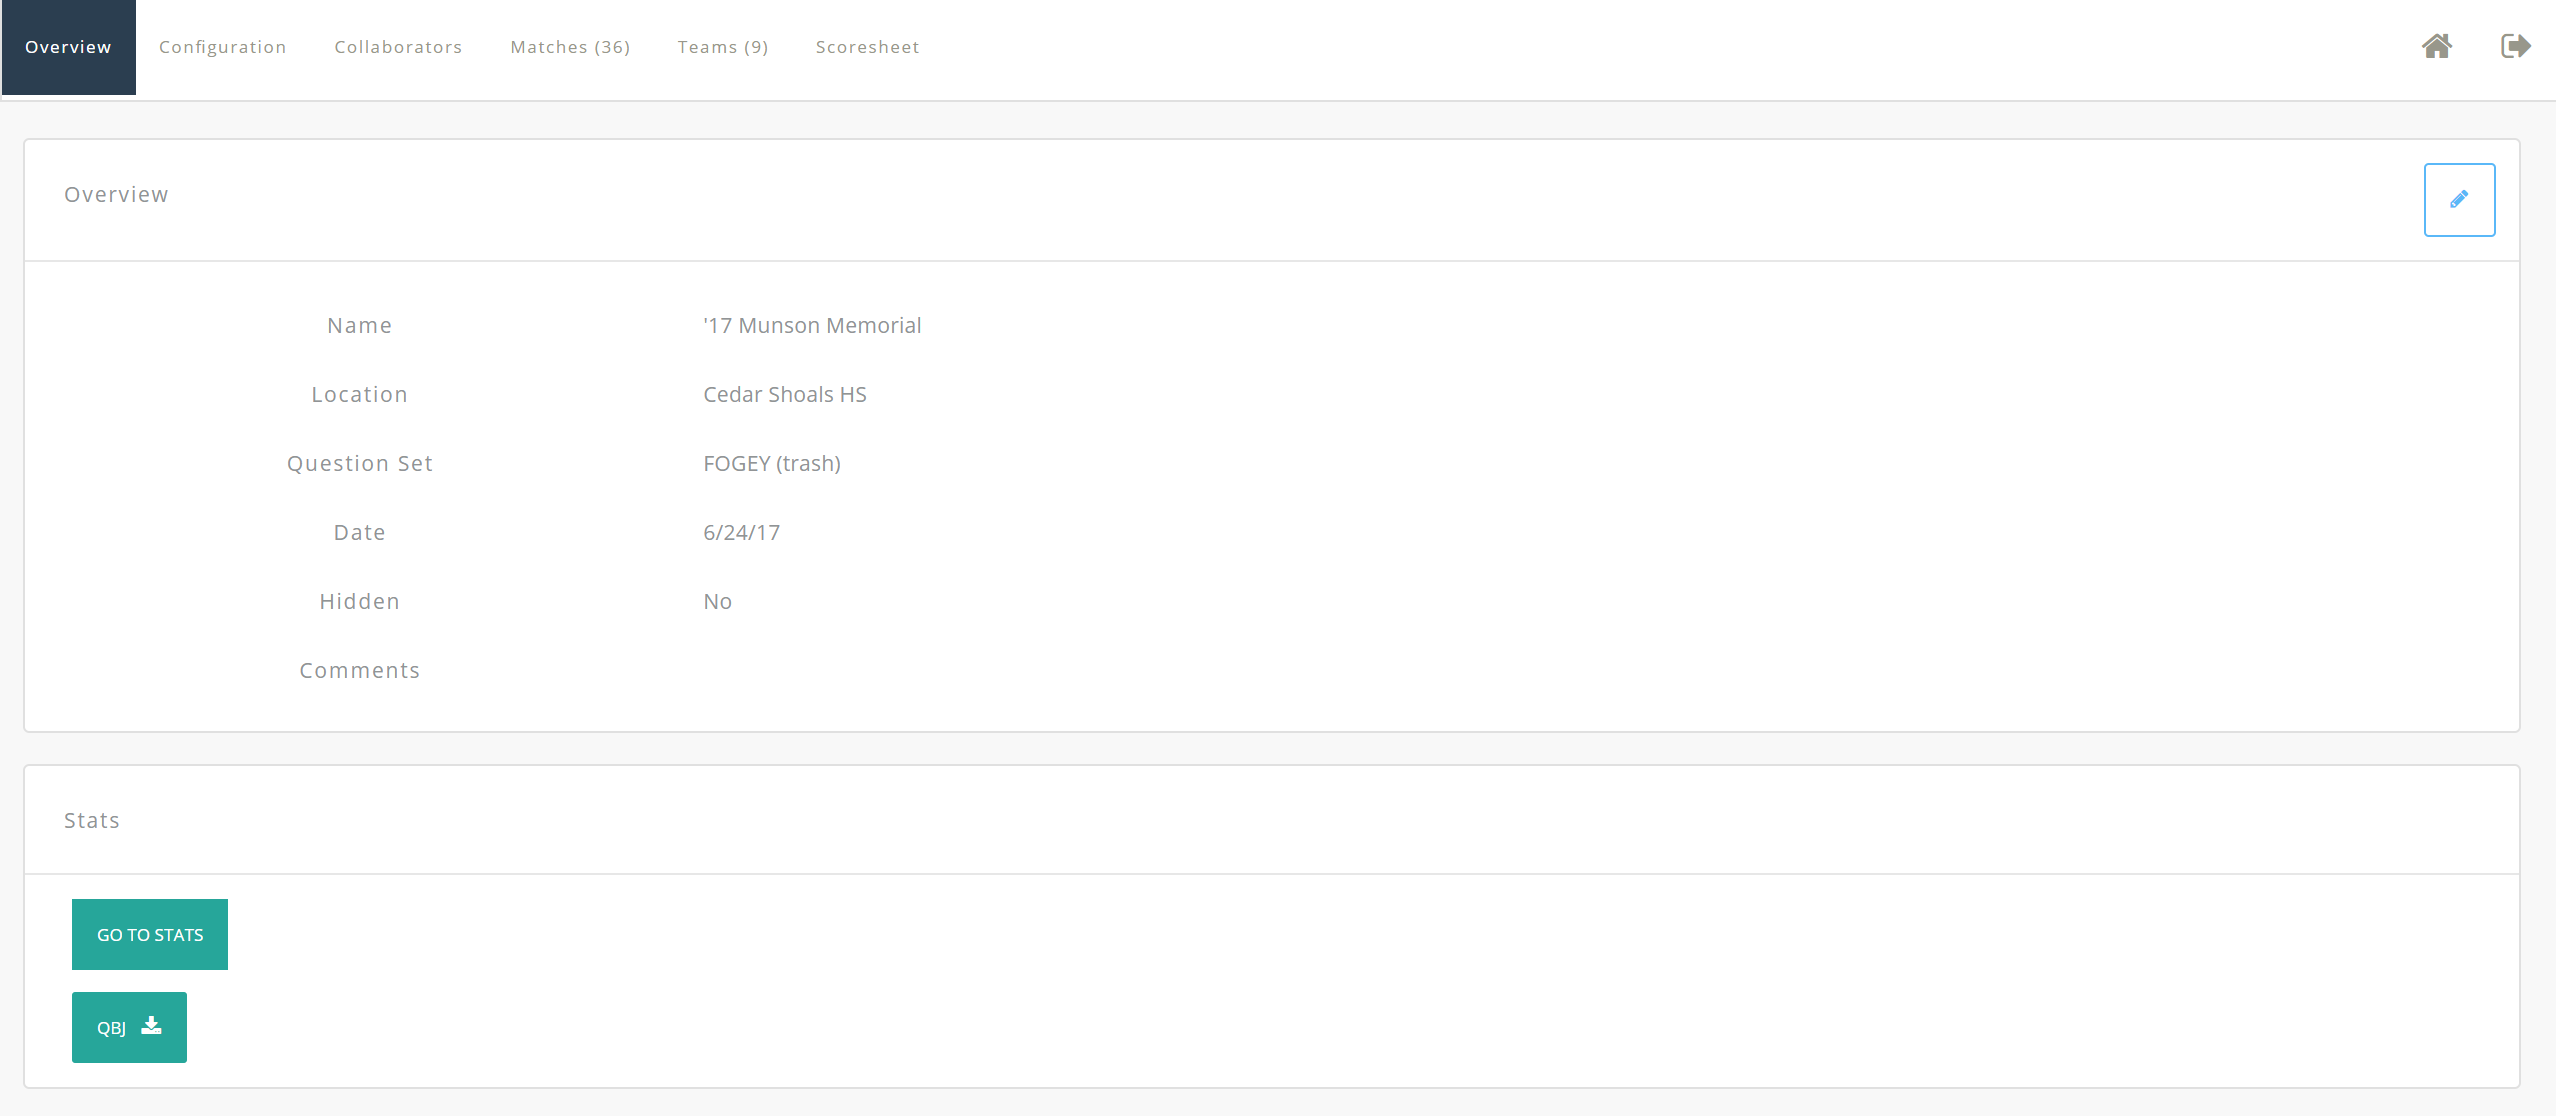 Overview Configuration Collaborators Matches (36) Teams (9) Scoresheet
Overview
Name '17 Munson Memorial
Location Cedar Shoals HS
Question Set FOGEY (trash)
Date 6/24/17
Hidden No
Comments
Stats
GO TO STATS
QBJ